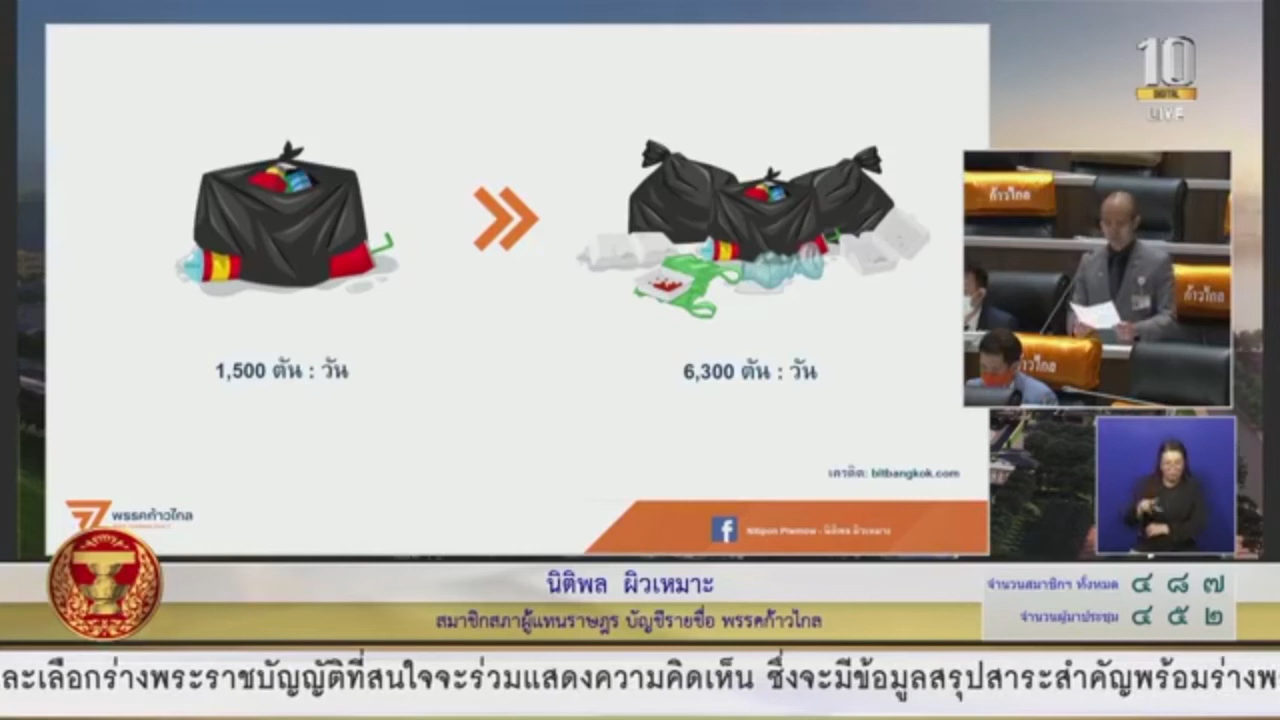 10
DIGITAL
LIVE
ก้าวไกล
ก้าวไกล
ก้าวไกล
1,500 ตัน : วัน
6,300 ตัน : วัน
เครดิต: bltbangkok.com
พรรคก้าวไกล
Nitipon Piwmow - นิติพล ผิวเหมาะ
นิติพล ผิวเหมาะ
สมาชิกสภาผู้แทนราษฎร บัญชีรายชื่อ พรรคก้าวไกล
จำนวนสมาชิกฯ ทั้งหมด ๔ ๘ ๗
จำนวนผู้มาประชุม ๔ ๕ ๒
ละเลือกร่างพระราชบัญญัติที่สนใจจะร่วมแสดงความคิดเห็น ซึ่งจะมีข้อมูลสรุปสาระสำคัญพร้อมร่างพ